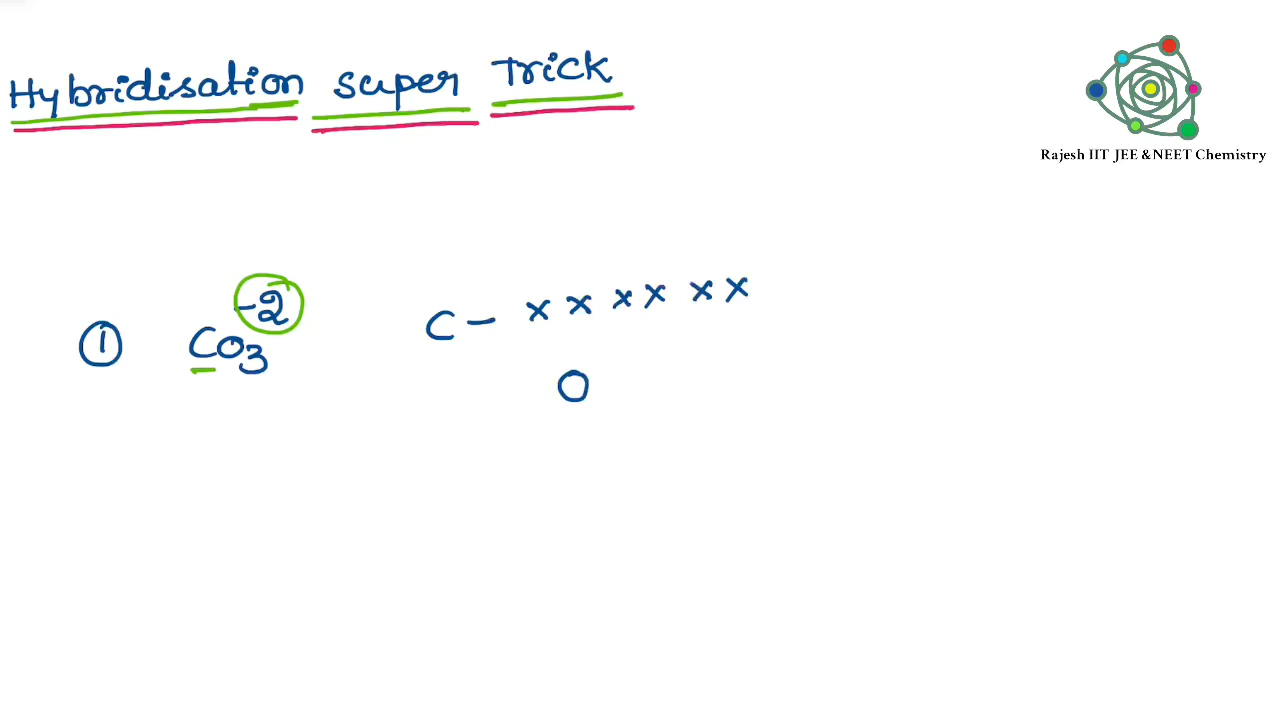 Hybridisation super Trick
Rajesh IIT JEE & NEET Chemistry
① CO3-2 C - x x x x x x
O